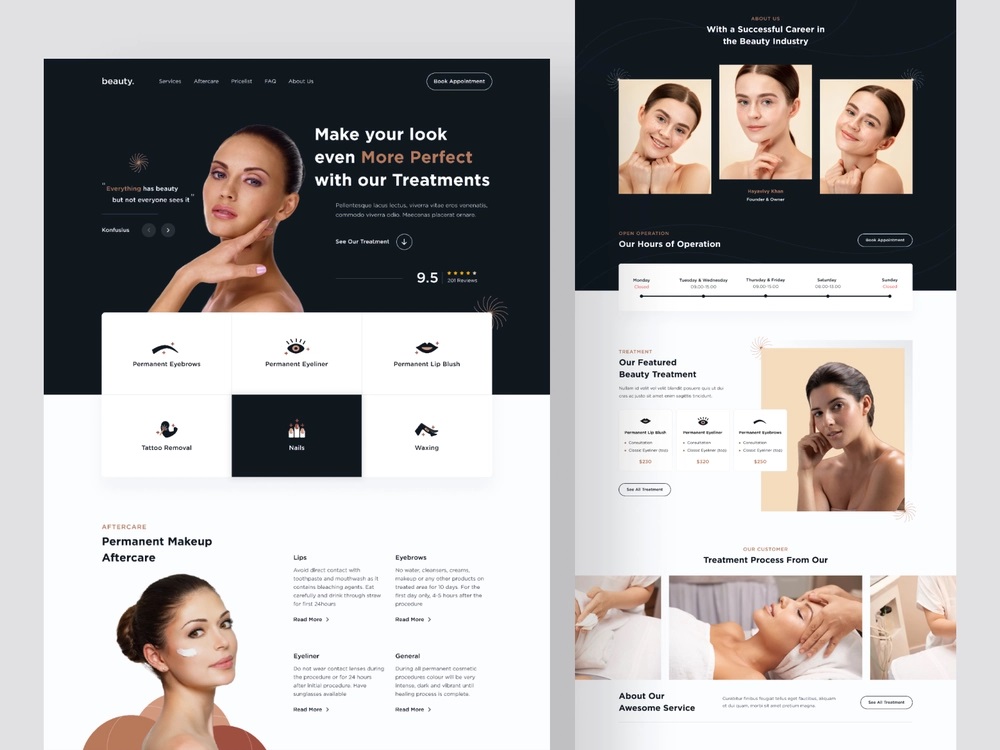 beauty.
Services
Aftercare
Pricelist
FAQ
About Us
Book Appointment
Make your look
even More Perfect
with our Treatments
"Everything has beauty
but not everyone sees it"
Konfusius
Pellentesque lacus lectus, viverra vitae eros venenatis,
commodo viverra odio. Maecenas placerat ornare.
See Our Treatment
9.5
201 Reviews
Permanent Eyebrows
Permanent Eyeliner
Permanent Lip Blush
Tattoo Removal
Nails
Waxing
AFTERCARE
Permanent Makeup
Aftercare
Lips
Avoid direct contact with
toothpaste and mouthwash as it
contains bleaching agents. Eat
carefully and drink through straw
for first 24hours
Read More
Eyebrows
No water, cleansers, creams,
makeup or any other products on
treated area for 10 days. For the
first day only, 4-5 hours after the
procedure
Read More
Eyeliner
Do not wear contact lenses during
the procedure or for 24 hours
after initial procedure. Have
sunglasses available
Read More
General
During all permanent cosmetic
procedures colour will be very
intense, dark and vibrant until
healing process is complete.
Read More
ABOUT US
With a Successful Career in
the Beauty Industry
Hayavivy Khan
Founder & Owner
OPEN OPERATION
Our Hours of Operation
Book Appointment
Monday
Closed
Tuesday & Wednesday
09.00-15.00
Thursday & Friday
08.00-15.00
Saturday
08.00-13.00
Sunday
Closed
TREATMENT
Our Featured
Beauty Treatment
Nullam id velit vel velit blandit posuere quis ut dui
cras ac justo sit amet enim sagittis tincidunt.
Permanent Lip Blush
Consultation
Closed Eyeliner (top)
$250
Permanent Eyeliner
Consultation
Closed Eyeliner (top)
$320
Permanent Eyebrows
Consultation
Closed Eyeliner (top)
$250
See All Treatment
OUR CUSTOMER
Treatment Process From Our
About Our
Awesome Service
Curabitur finibus feugiat tellus eget faucibus, aliquam
at dui quam, morbi sit amet pretium magna.
See All Treatment